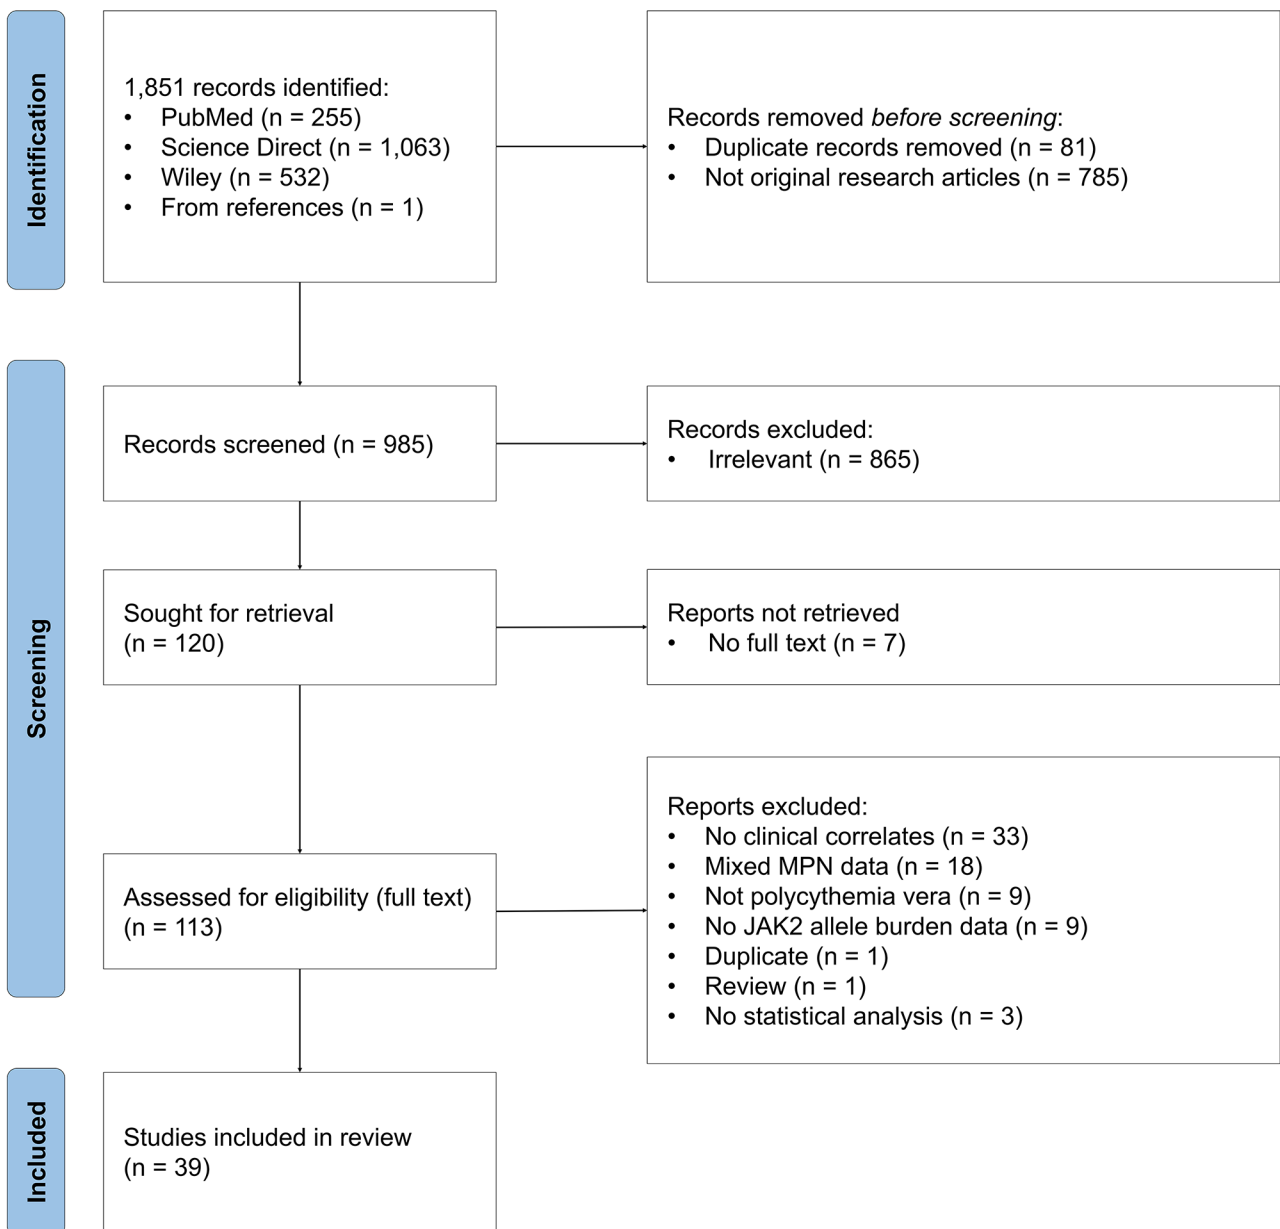 Identification
1,851 records identified:
• PubMed (n = 255)
• Science Direct (n = 1,063)
• Wiley (n = 532)
• From references (n = 1)
Records removed before screening:
• Duplicate records removed (n = 81)
• Not original research articles (n = 785)
Screening
Records screened (n = 985)
Records excluded:
• Irrelevant (n = 865)
Sought for retrieval
(n = 120)
Reports not retrieved
• No full text (n = 7)
Assessed for eligibility (full text)
(n = 113)
Reports excluded:
• No clinical correlates (n = 33)
• Mixed MPN data (n = 18)
• Not polycythemia vera (n = 9)
• No JAK2 allele burden data (n = 9)
• Duplicate (n = 1)
• Review (n = 1)
• No statistical analysis (n = 3)
Included
Studies included in review
(n = 39)